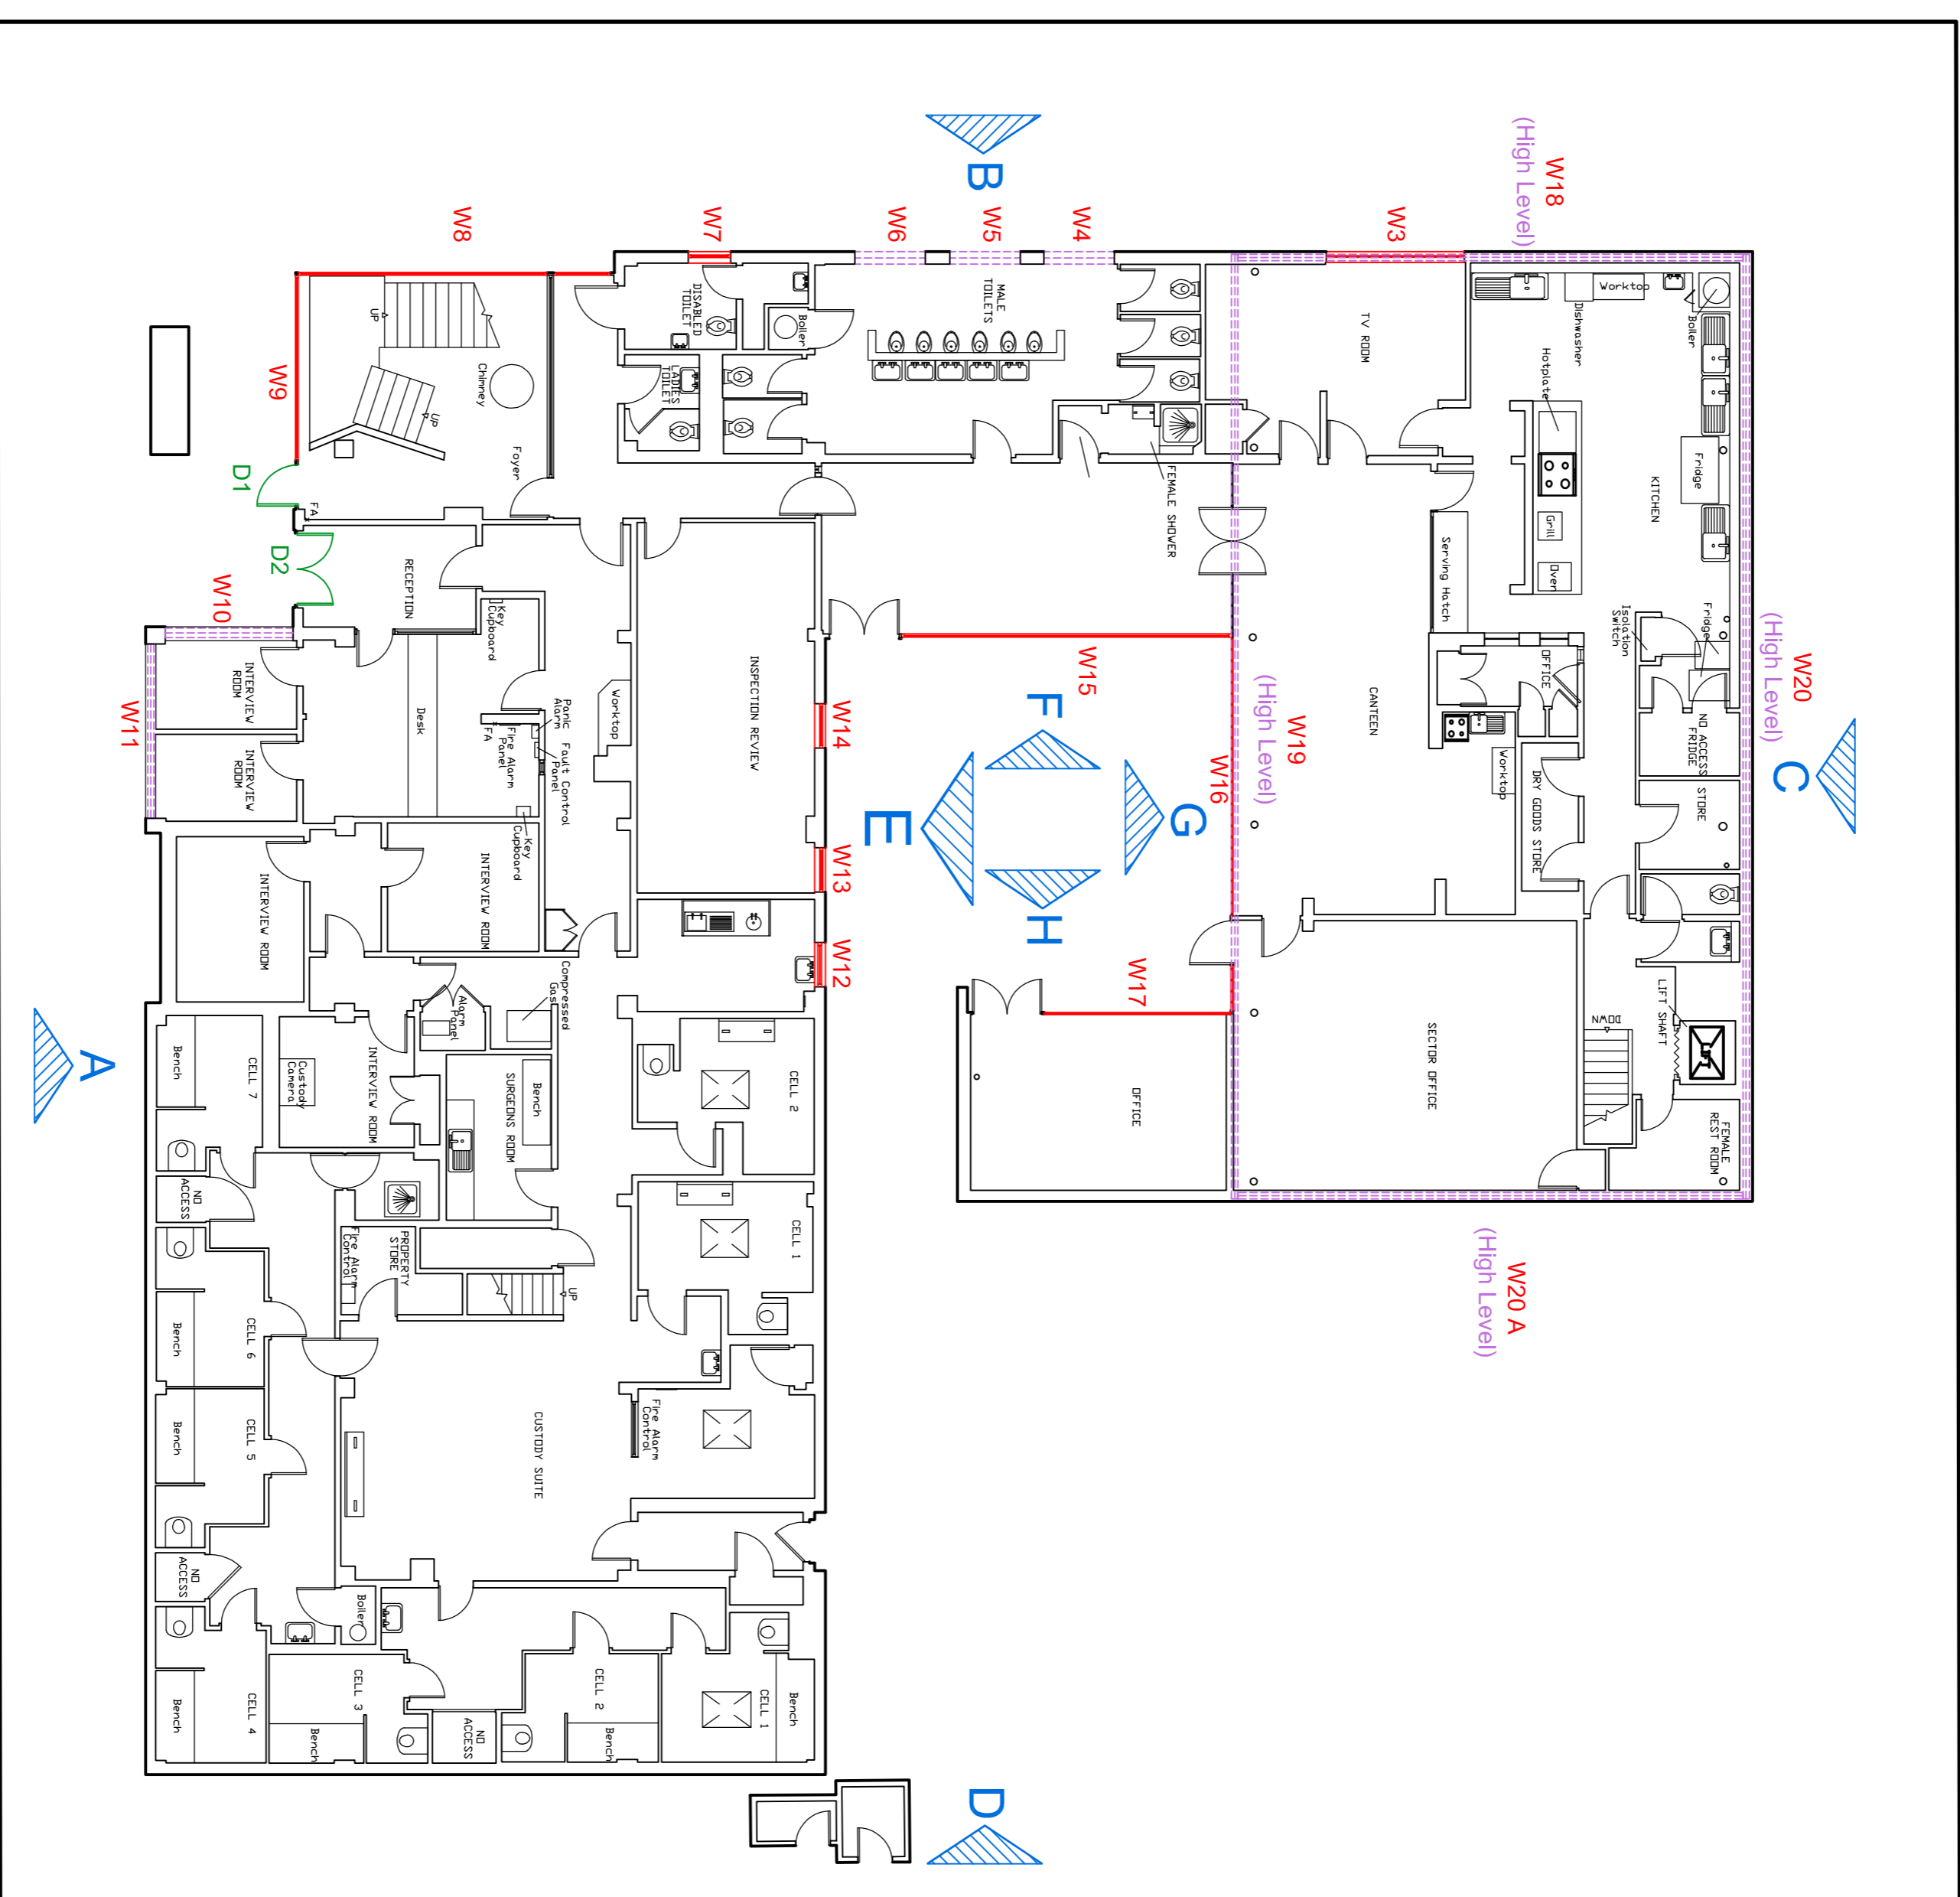 W18
(High Level)
B
W3
W4
W5
W6
W7
W8
W9
D1
D2
W10
W11
W20
(High Level)
C
W19
(High Level)
W15
W16
W14
W13
W12
W17
F
G
E
H
A
W20 A
(High Level)
D
Worktop
Boiler
Dishwasher
Hotplate
TV ROOM
Fridge
KITCHEN
Grill
Oven
Serving Hatch
Isolation
Switch
Fridge
OFFICE
NO ACCESS
FRIDGE
STORE
CANTEEN
Worktop
DRY GOODS STORE
LIFT
LIFT
SHAFT
DOWN
SECTOR OFFICE
FEMALE
REST ROOM
OFFICE
MALE
TOILETS
FEMALE SHOWER
DISABLED
TOILET
Boiler
LADIES
TOILET
UP
Chimney
Up
Foyer
FA
RECEPTION
Key
Cupboard
INSPECTION REVIEW
Worktop
Panic
Alarm
Fault Control
Panel
Fire Alarm
Panel
FA
Desk
Key
Cupboard
INTERVIEW
ROOM
INTERVIEW
ROOM
INTERVIEW ROOM
INTERVIEW ROOM
Compressed
Gas
Alarm
Panel
INTERVIEW ROOM
Custody
Camera
Bench
SURGEONS ROOM
CELL 2
CELL 1
CELL 7
Bench
NO
ACCESS
PROPERTY
STORE
Fire Alarm
Control
UP
CELL 6
Bench
CELL 5
Bench
Fire Alarm
Control
CUSTODY SUITE
NO
ACCESS
Boiler
CELL 4
Bench
CELL 3
Bench
NO
ACCESS
CELL 2
Bench
CELL 1
Bench